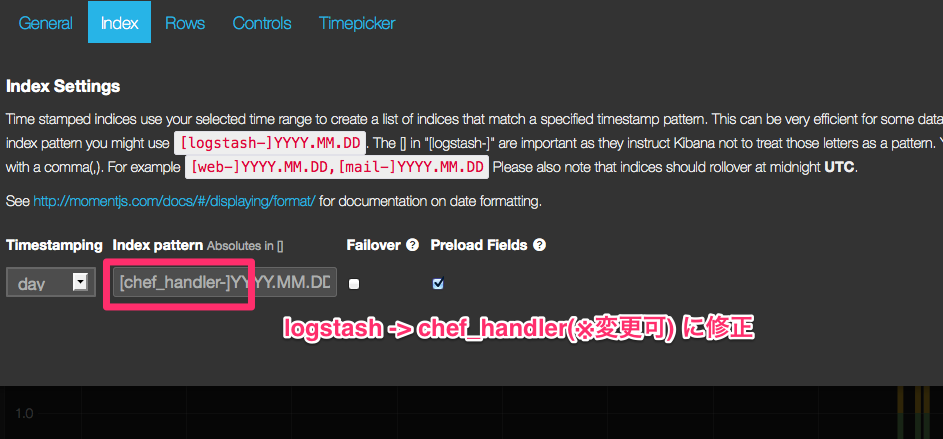 General Index Rows Controls Timepicker
Index Settings
Time stamped indices use your selected time range to create a list of indices that match a specified timestamp pattern. This can be very efficient for some data
index pattern you might use [logstash-]YYYY.MM.DD. The [] in "[logstash-]" are important as they instruct Kibana not to treat those letters as a pattern. Y
with a comma(,). For example [web-]YYYY.MM.DD,[mail-]YYYY.MM.DD Please also note that indices should rollover at midnight UTC.
See http://momentjs.com/docs/#/displaying/format/ for documentation on date formatting.
Timestamping Index pattern Absolutes in [] Failover ? Preload Fields ?
day [chef_handler-]YYYY.MM.DD
logstash -> chef_handler(※変更可) に修正
1.0